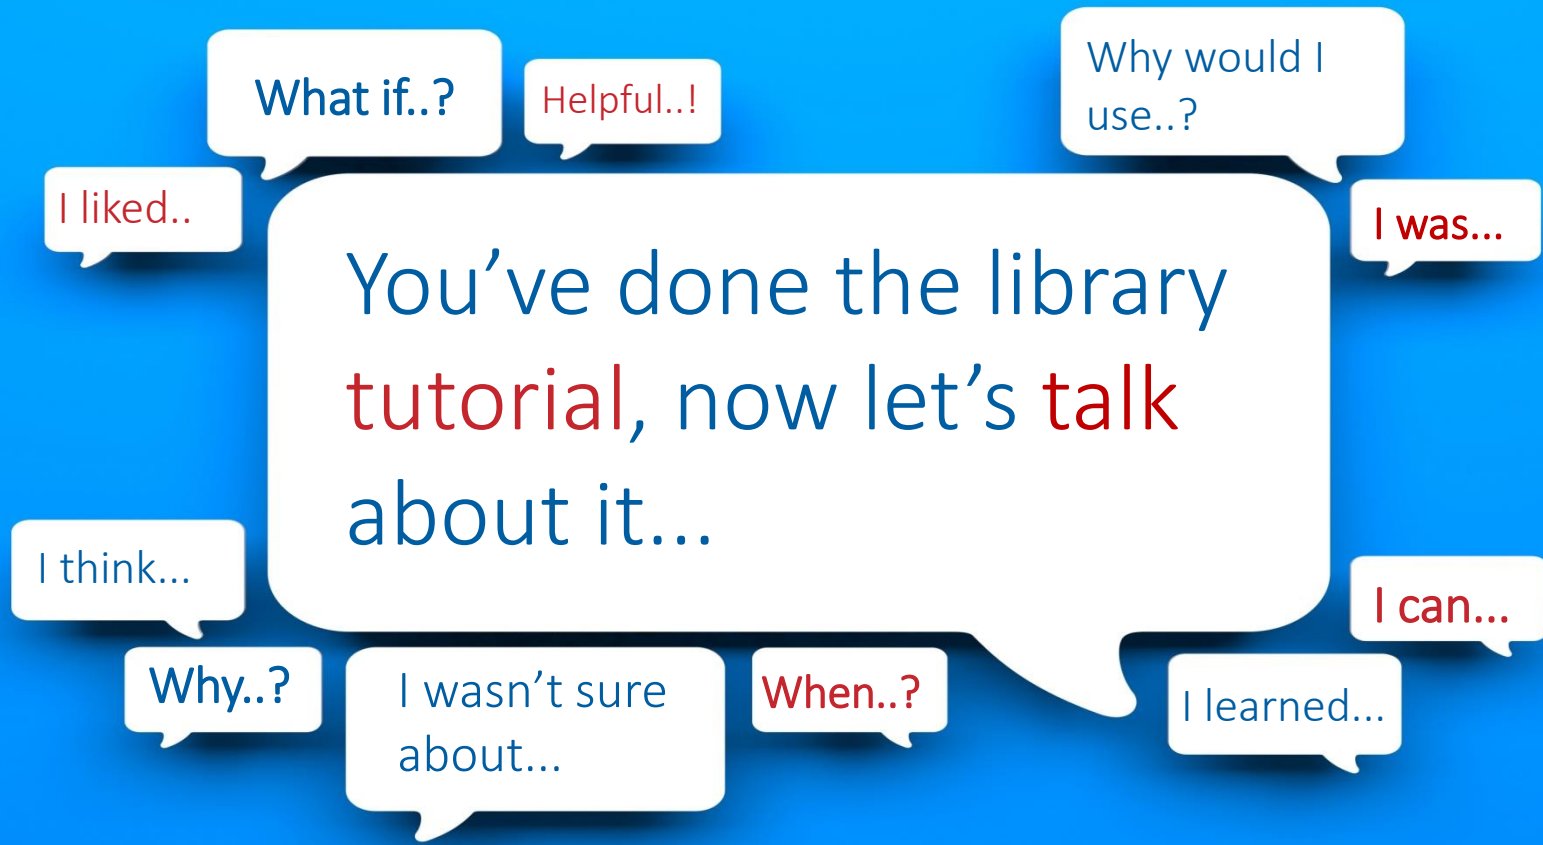 What if..?
Helpful..!
Why would I
use..?
I liked..
I was...
You’ve done the library
tutorial, now let’s talk
about it...
I think...
I can...
Why..?
I wasn’t sure
about...
When..?
I learned...